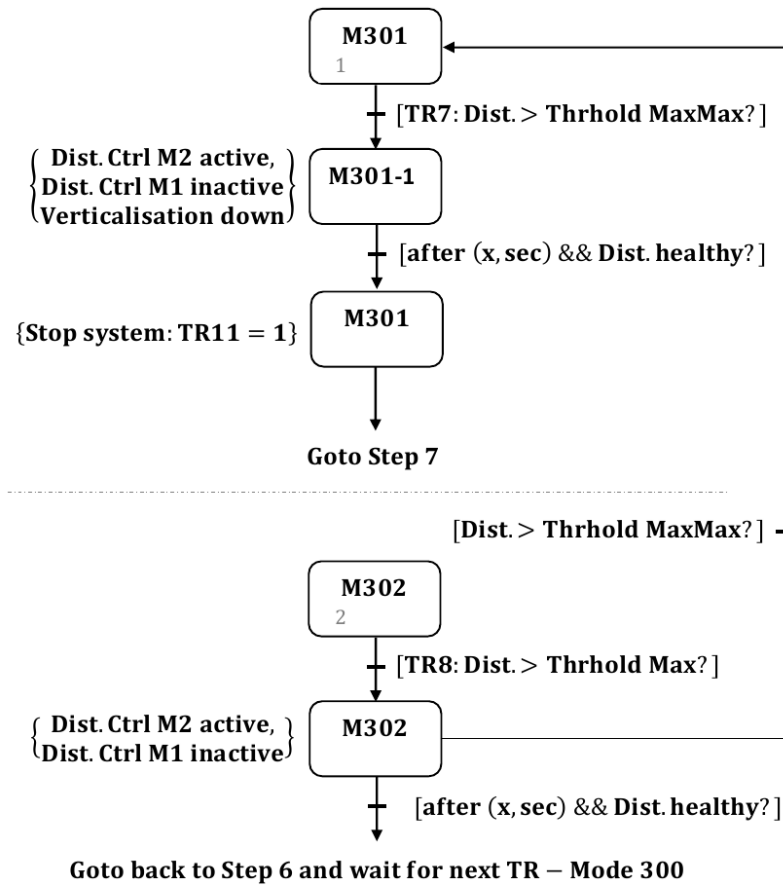 M301
1
[TR7: Dist. > Thrhold MaxMax?]
Dist. Ctrl M2 active,
Dist. Ctrl M1 inactive
Verticalisation down
M301-1
[after (x, sec) && Dist. healthy?]
M301
{Stop system: TR11 = 1}
Goto Step 7
[Dist. > Thrhold MaxMax?]
M302
2
[TR8: Dist. > Thrhold Max?]
Dist. Ctrl M2 active,
Dist. Ctrl M1 inactive
M302
[after (x, sec) && Dist. healthy?]
Goto back to Step 6 and wait for next TR – Mode 300